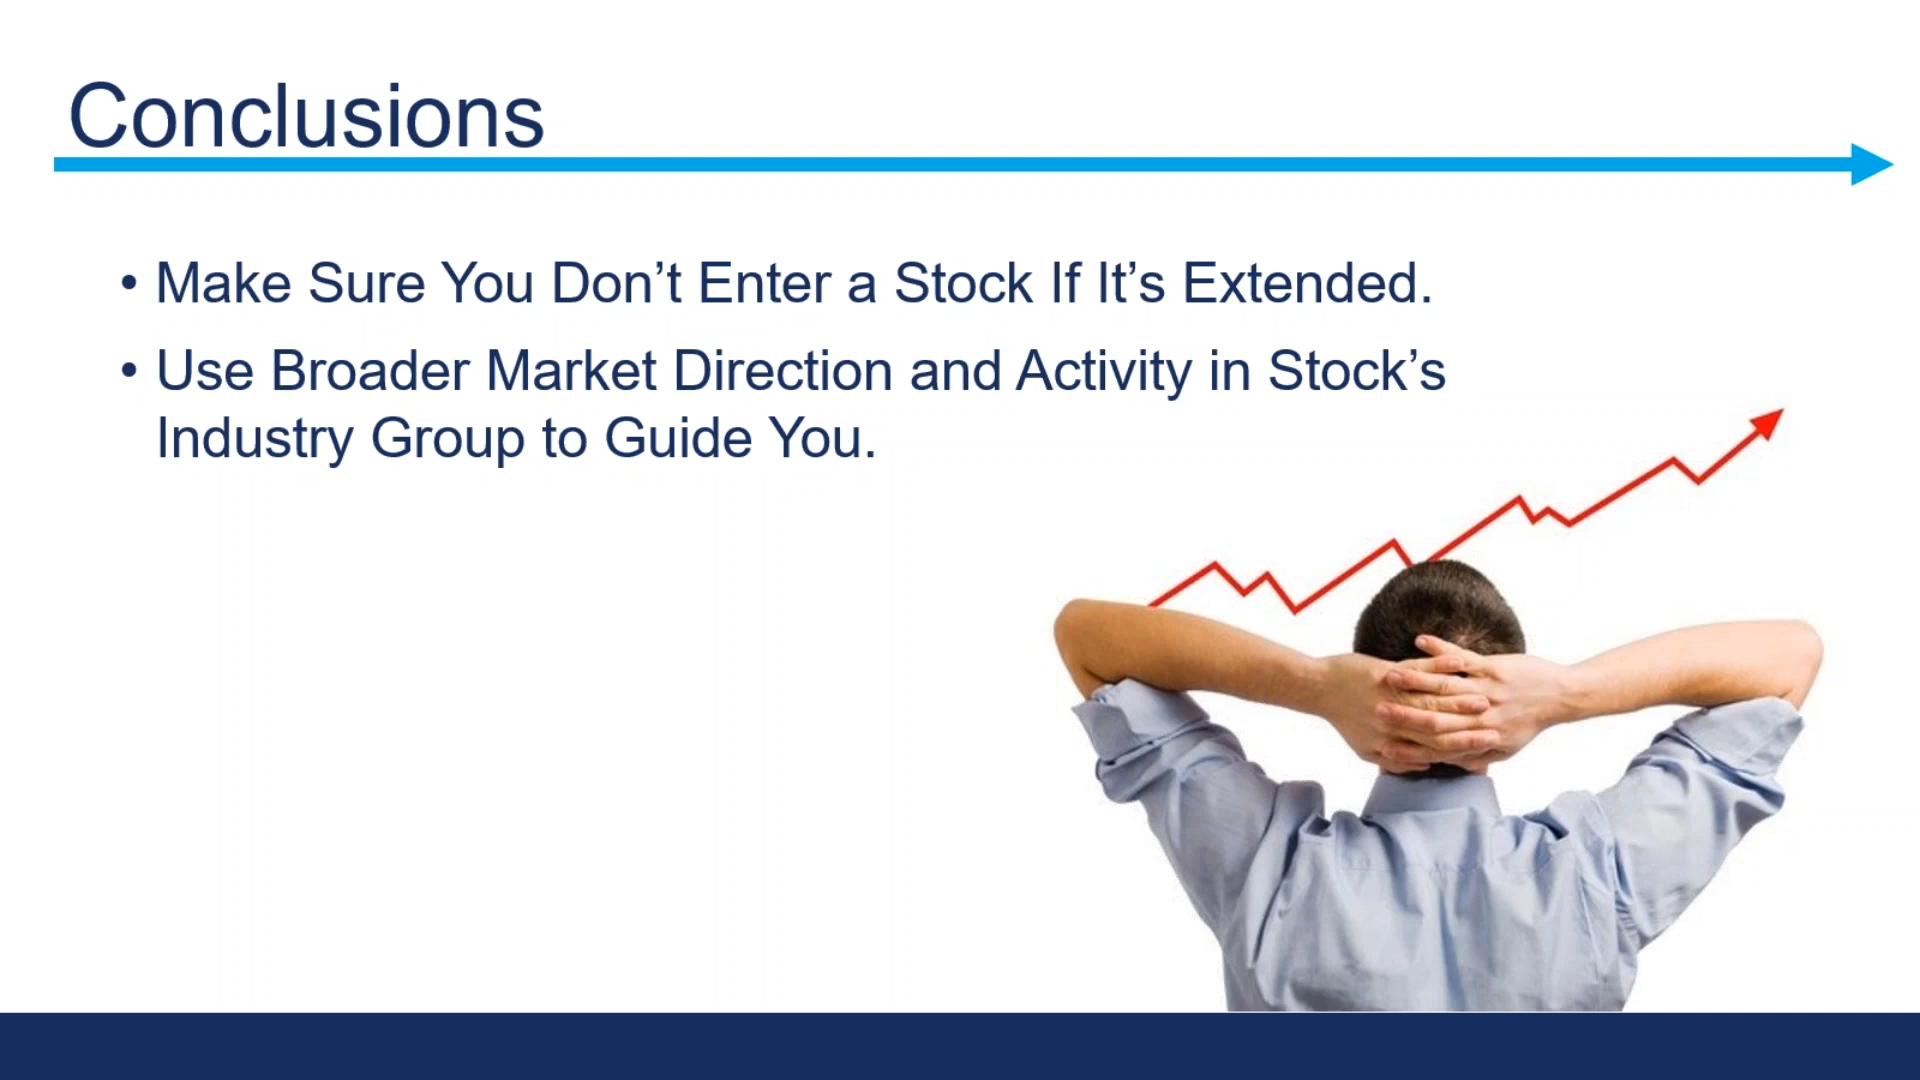 Conclusions
• Make Sure You Don’t Enter a Stock If It’s Extended.
• Use Broader Market Direction and Activity in Stock’s
Industry Group to Guide You.